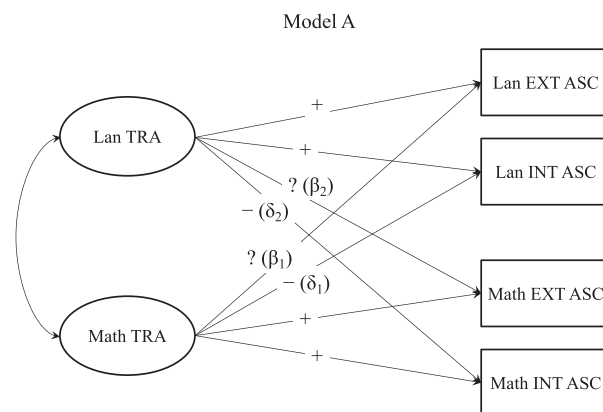 Model A
Lan EXT ASC
+
Lan TRA
+
Lan INT ASC
? (β₂)
− (δ₂)
? (β₁)
− (δ₁)
Math EXT ASC
+
Math TRA
+
Math INT ASC